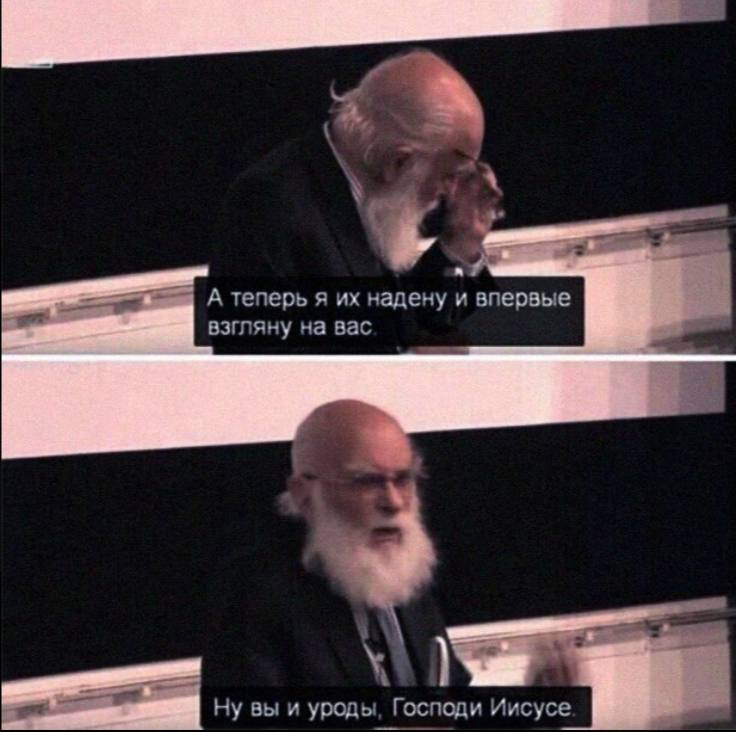 А теперь я их надену и впервые
взгляну на вас.
Ну вы и уроды, Господи Иисусе.